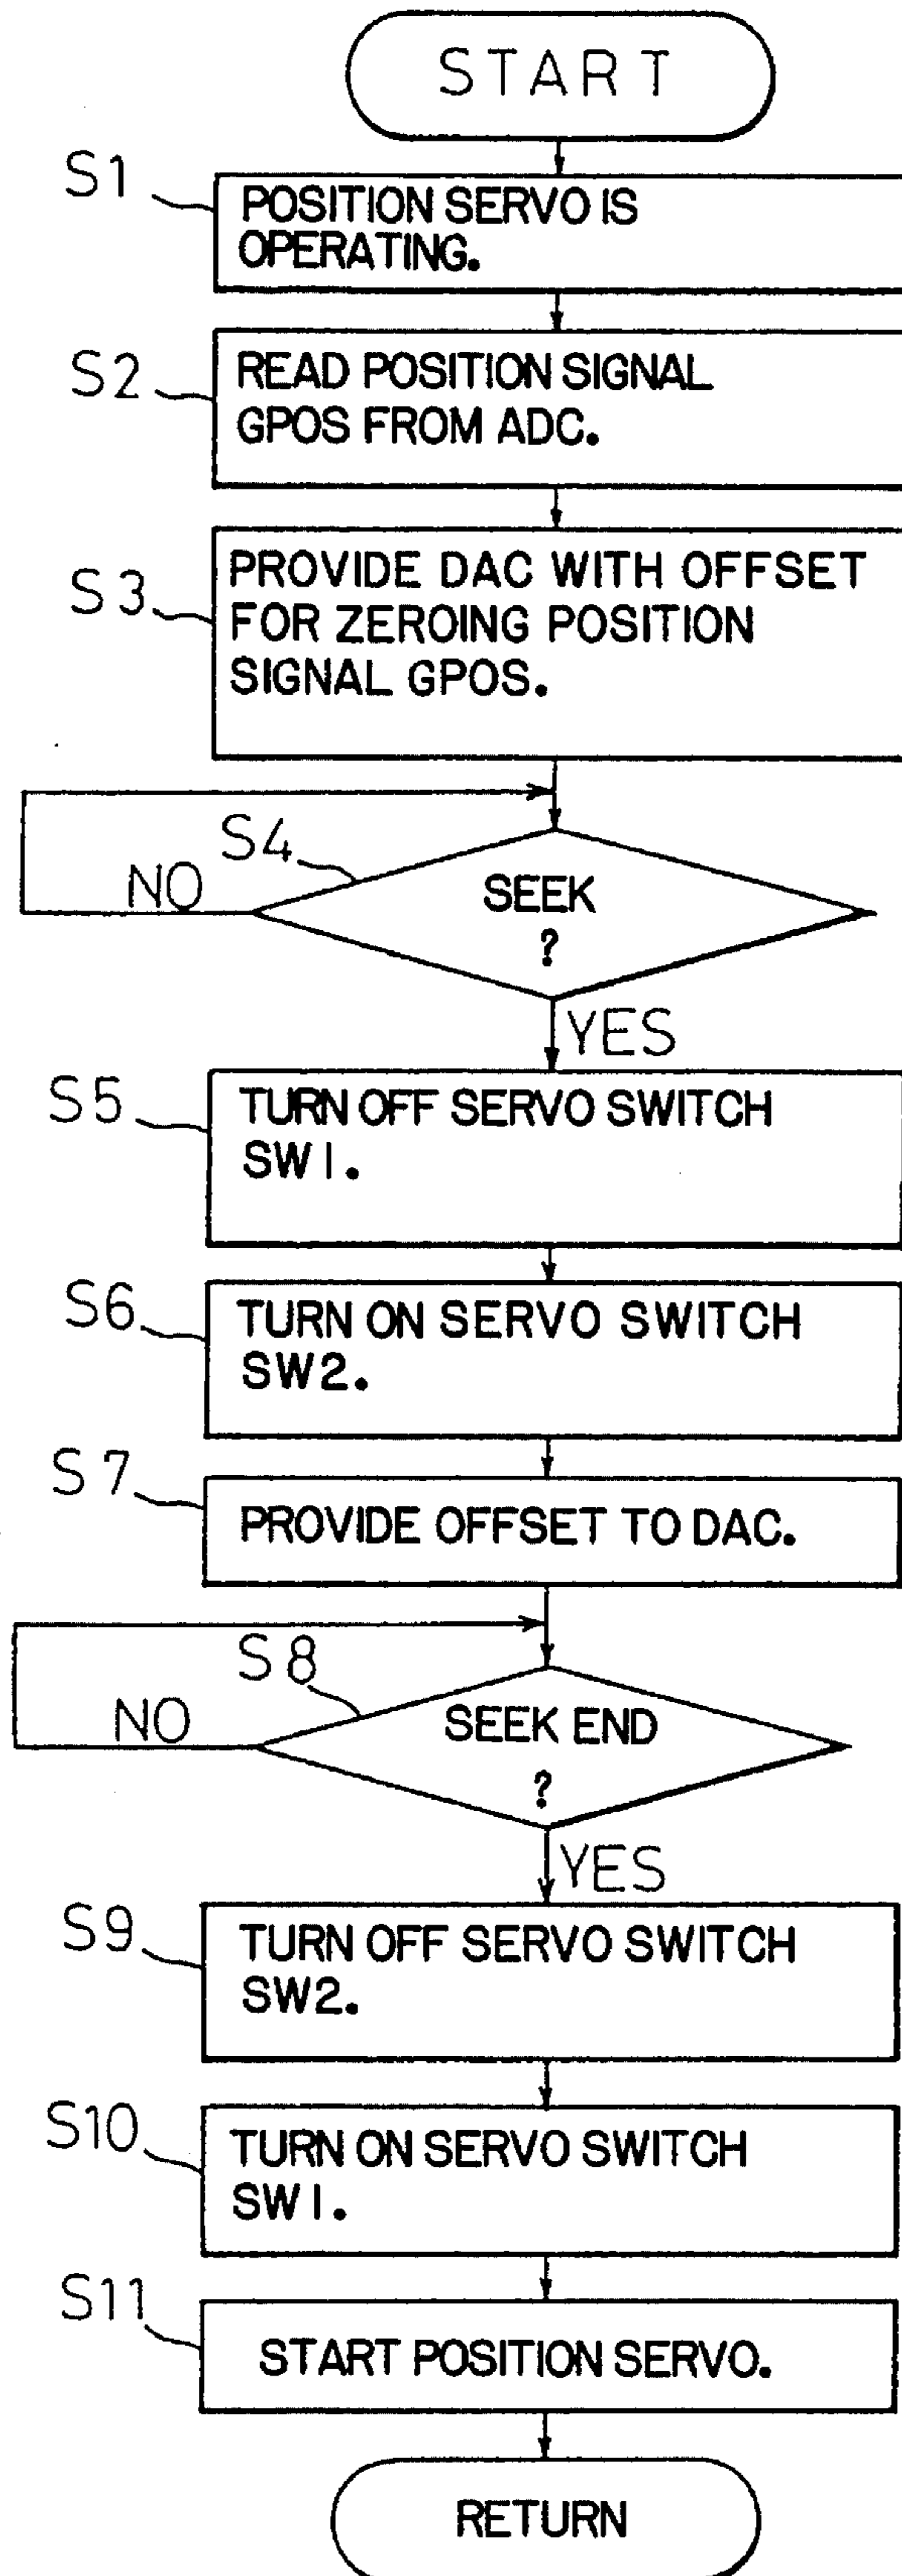 START
S1
POSITION SERVO IS
OPERATING.
S2
READ POSITION SIGNAL
GPOS FROM ADC.
S3
PROVIDE DAC WITH OFFSET
FOR ZEROING POSITION
SIGNAL GPOS.
S4
NO
SEEK
?
YES
S5
TURN OFF SERVO SWITCH
SW1.
S6
TURN ON SERVO SWITCH
SW2.
S7
PROVIDE OFFSET TO DAC.
S8
NO
SEEK END
?
YES
S9
TURN OFF SERVO SWITCH
SW2.
S10
TURN ON SERVO SWITCH
SW1.
S11
START POSITION SERVO.
RETURN